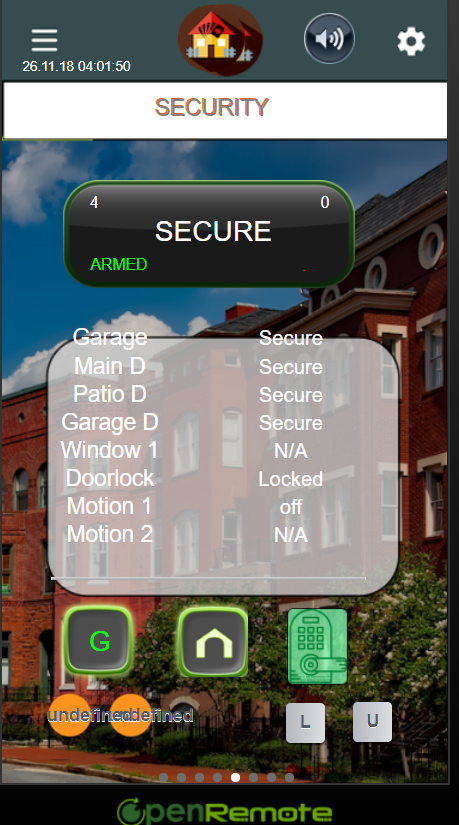 26.11.18 04:01:50
SECURITY
4 0
SECURE
ARMED
Garage Secure
Main D Secure
Patio D Secure
Garage D Secure
Window 1 N/A
Doorlock Locked
Motion 1 off
Motion 2 N/A
G
undefined undefined
L U
OpenRemote